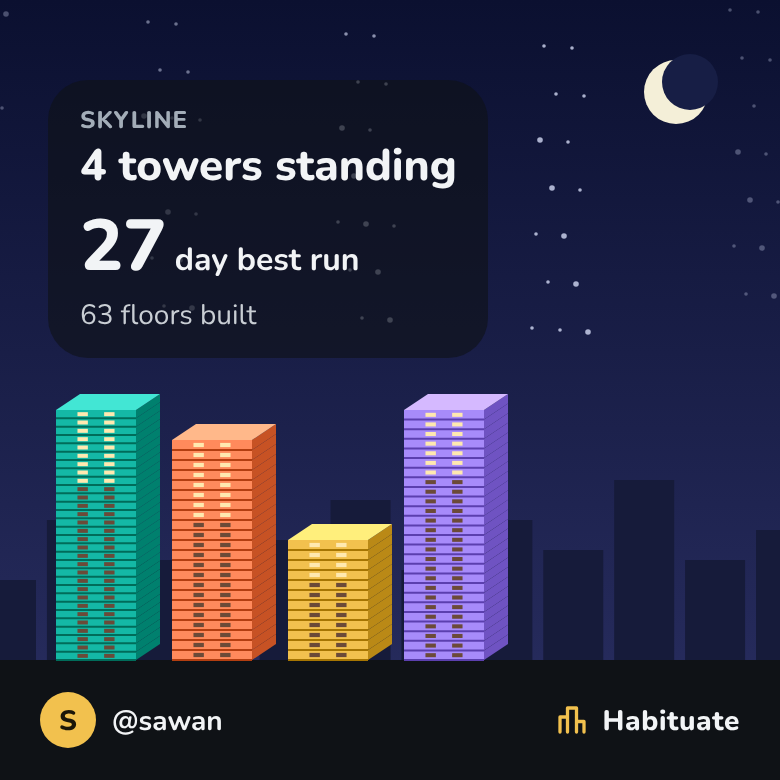 SKYLINE
4 towers standing
27 day best run
63 floors built
S @sawan
Habituate